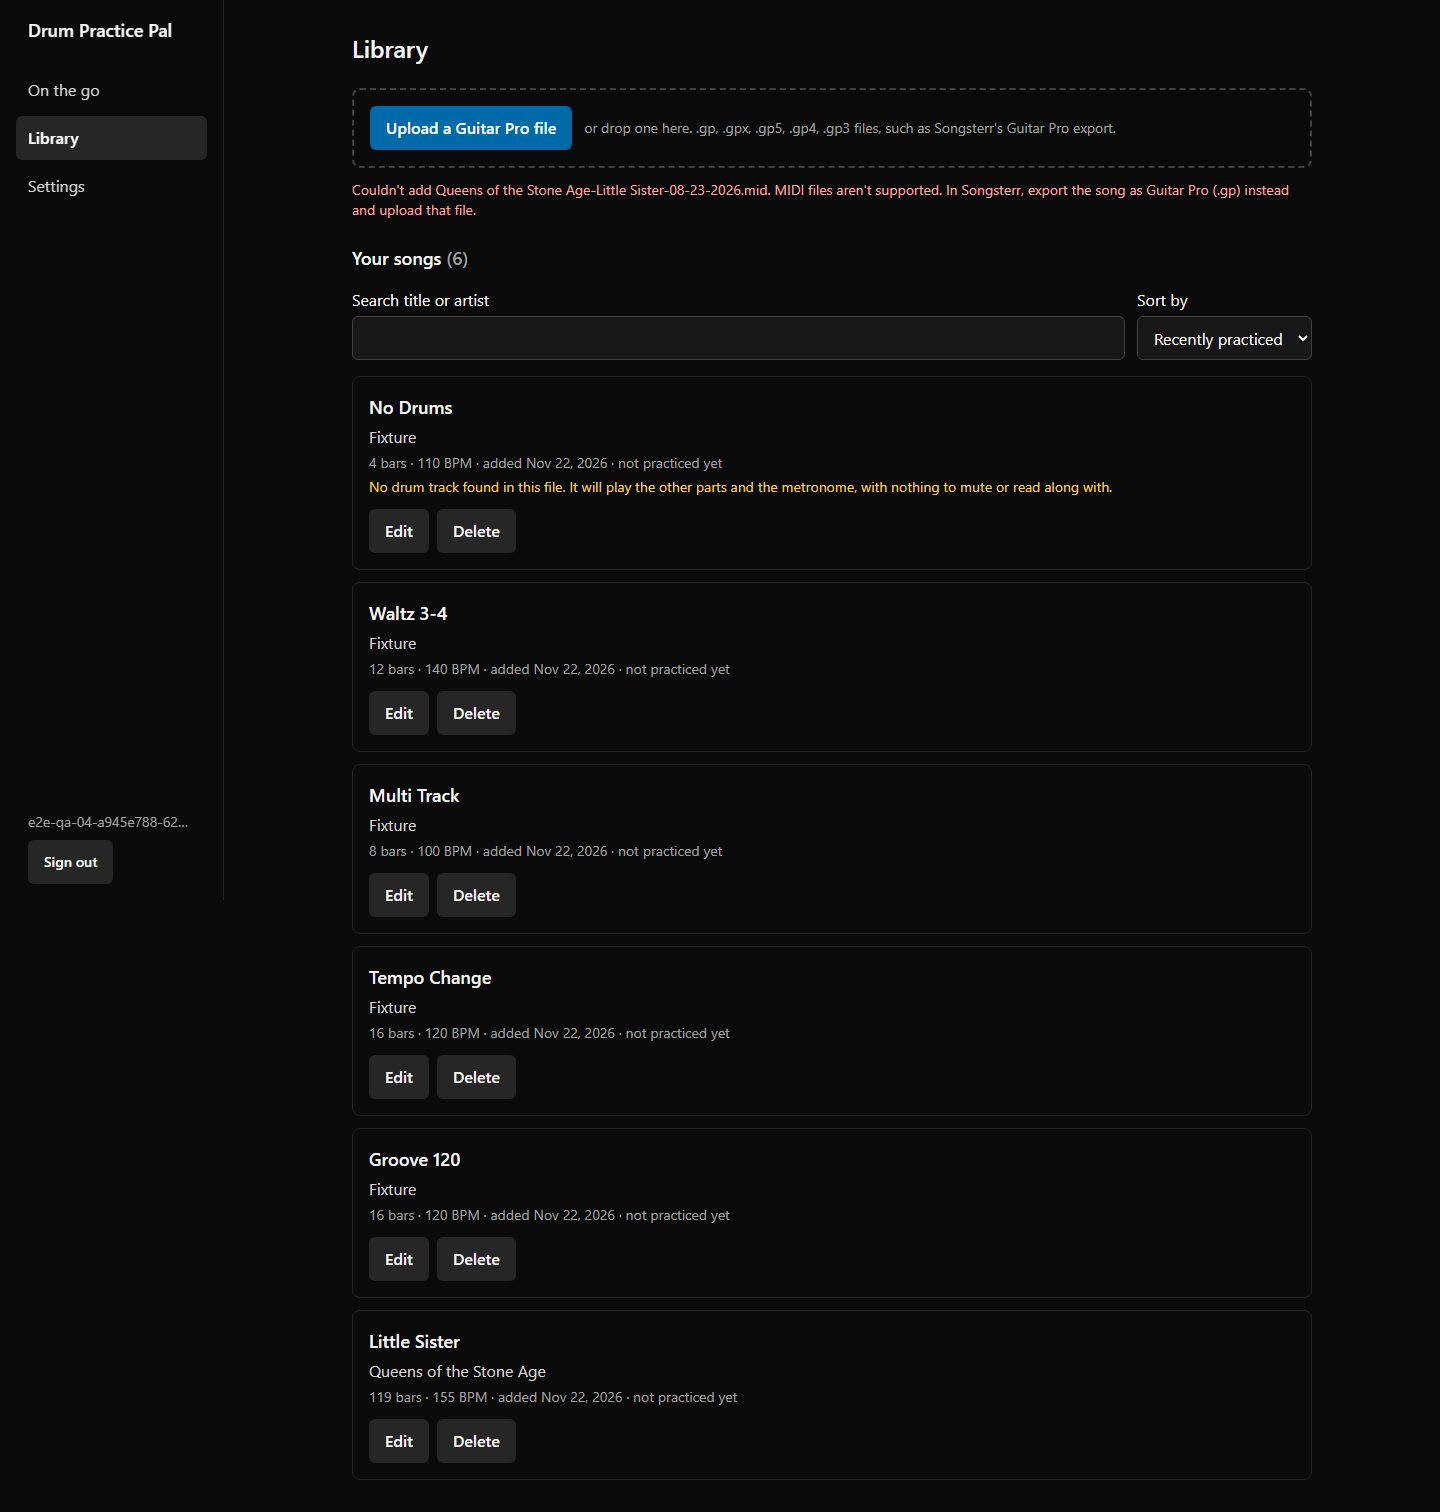 Drum Practice Pal
On the go
Library
Settings
e2e-qa-04-a945e788-62...
Sign out
Library
Upload a Guitar Pro file
or drop one here. .gp, .gpx, .gp5, .gp4, .gp3 files, such as Songsterr's Guitar Pro export.
Couldn't add Queens of the Stone Age-Little Sister-08-23-2026.mid. MIDI files aren't supported. In Songsterr, export the song as Guitar Pro (.gp) instead
and upload that file.
Your songs (6)
Search title or artist
Sort by
Recently practiced
No Drums
Fixture
4 bars · 110 BPM · added Nov 22, 2026 · not practiced yet
No drum track found in this file. It will play the other parts and the metronome, with nothing to mute or read along with.
Edit
Delete
Waltz 3-4
Fixture
12 bars · 140 BPM · added Nov 22, 2026 · not practiced yet
Edit
Delete
Multi Track
Fixture
8 bars · 100 BPM · added Nov 22, 2026 · not practiced yet
Edit
Delete
Tempo Change
Fixture
16 bars · 120 BPM · added Nov 22, 2026 · not practiced yet
Edit
Delete
Groove 120
Fixture
16 bars · 120 BPM · added Nov 22, 2026 · not practiced yet
Edit
Delete
Little Sister
Queens of the Stone Age
119 bars · 155 BPM · added Nov 22, 2026 · not practiced yet
Edit
Delete